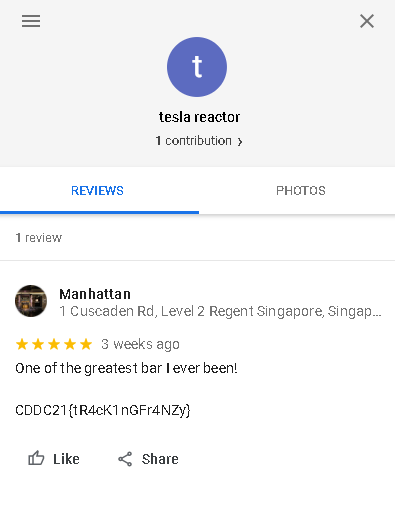 t
tesla reactor
1 contribution ›
REVIEWS
PHOTOS
1 review
Manhattan
1 Cuscaden Rd, Level 2 Regent Singapore, Singap...
3 weeks ago
One of the greatest bar I ever been!
CDDC21{tR4cK1nGFr4NZy}
Like
Share